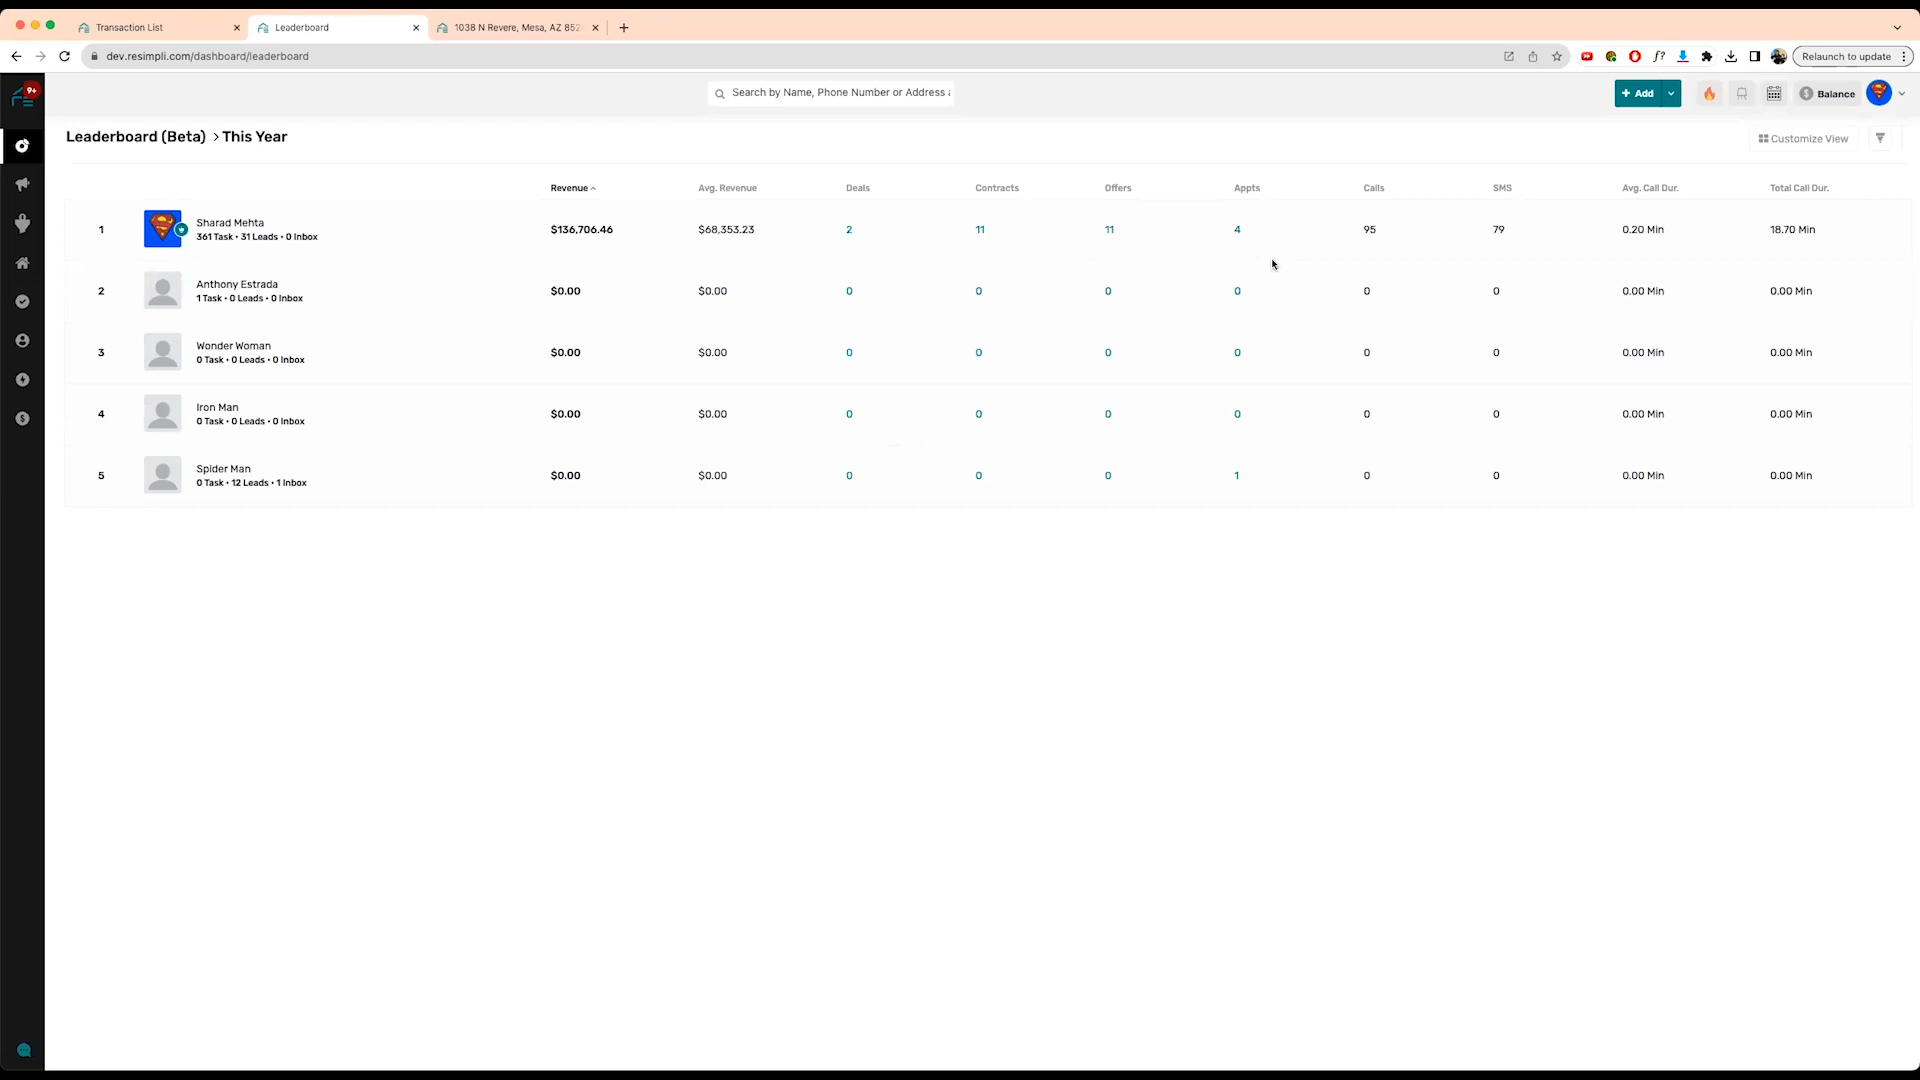 Transaction List
Leaderboard
1038 N Revere, Mesa, AZ 852
dev.resimpli.com/dashboard/leaderboard
f?
Relaunch to update
9+
Search by Name, Phone Number or Address
+ Add
Balance
Leaderboard (Beta) > This Year
Customize View
Revenue Avg. Revenue Deals Contracts Offers Appts Calls SMS Avg. Call Dur. Total Call Dur.
1 Sharad Mehta $136,706.46 $68,353.23 2 11 11 4 95 79 0.20 Min 18.70 Min
361 Task • 31 Leads • 0 Inbox
2 Anthony Estrada $0.00 $0.00 0 0 0 0 0 0 0.00 Min 0.00 Min
1 Task • 0 Leads • 0 Inbox
3 Wonder Woman $0.00 $0.00 0 0 0 0 0 0 0.00 Min 0.00 Min
0 Task • 0 Leads • 0 Inbox
4 Iron Man $0.00 $0.00 0 0 0 0 0 0 0.00 Min 0.00 Min
0 Task • 0 Leads • 0 Inbox
5 Spider Man $0.00 $0.00 0 0 0 1 0 0 0.00 Min 0.00 Min
0 Task • 12 Leads • 1 Inbox